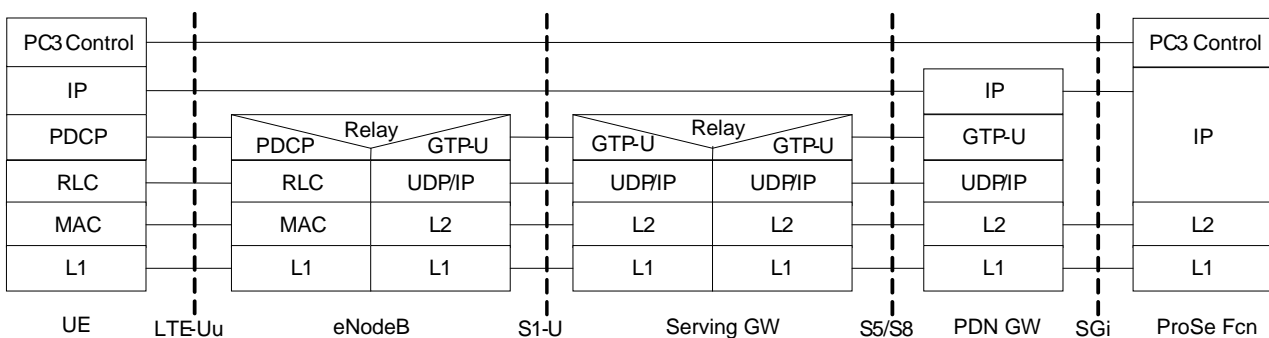 PC3 Control
PC3 Control
IP
IP
IP
PDCP
PDCP
Relay
GTP-U
GTP-U
Relay
GTP-U
GTP-U
RLC
RLC
UDP/IP
UDP/IP
UDP/IP
UDP/IP
MAC
MAC
L2
L2
L2
L2
L2
L1
L1
L1
L1
L1
L1
L1
UE
LTE-Uu
eNodeB
S1-U
Serving GW
S5/S8
PDN GW
SGi
ProSe Fcn